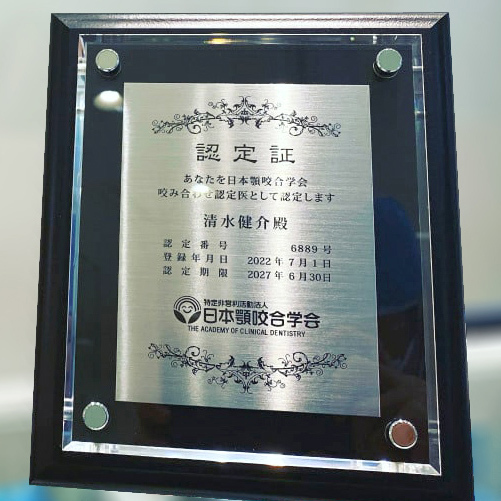 認定証
あなたを日本顎咬合学会
咬み合わせ認定医として認定します
清水健介殿
認定番号 6889号
登録年月日 2022年7月1日
認定期限 2027年6月30日
特定非営利活動法人
日本顎咬合学会
THE ACADEMY OF CLINICAL DENTISTRY